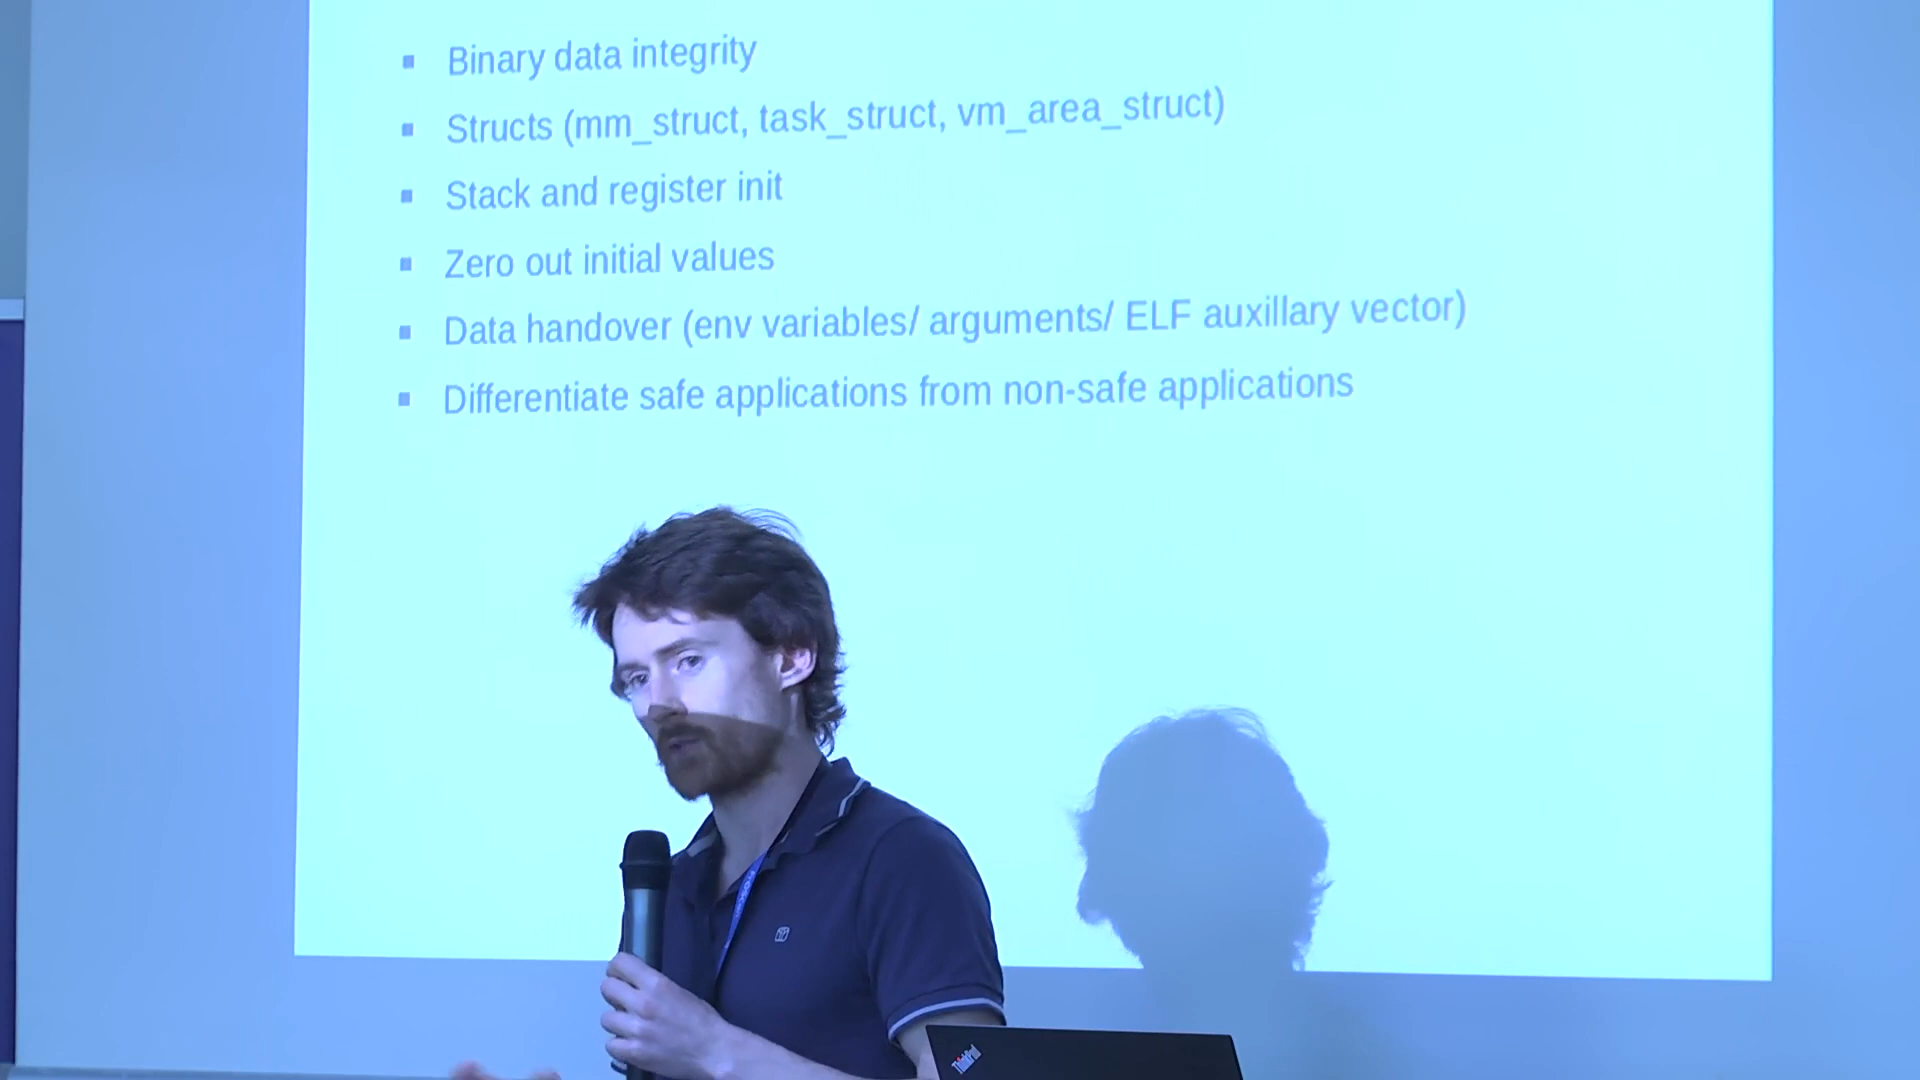 ▪ Binary data integrity
▪ Structs (mm_struct, task_struct, vm_area_struct)
▪ Stack and register init
▪ Zero out initial values
▪ Data handover (env variables/ arguments/ ELF auxillary vector)
▪ Differentiate safe applications from non-safe applications
ThinkPad